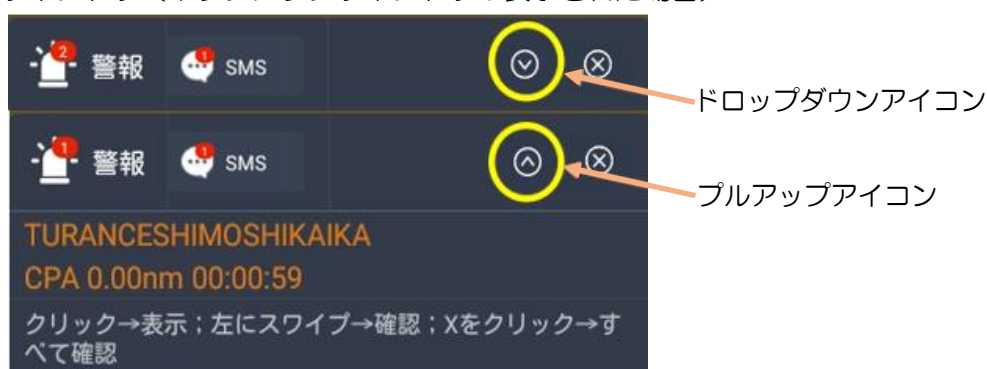 2 警報 1 SMS
ドロップダウンアイコン
1 警報 1 SMS
プルアップアイコン
TURANCESHIMOSHIKAIKA
CPA 0.00nm 00:00:59
クリック→表示；左にスワイプ→確認；Xをクリック→す
べて確認